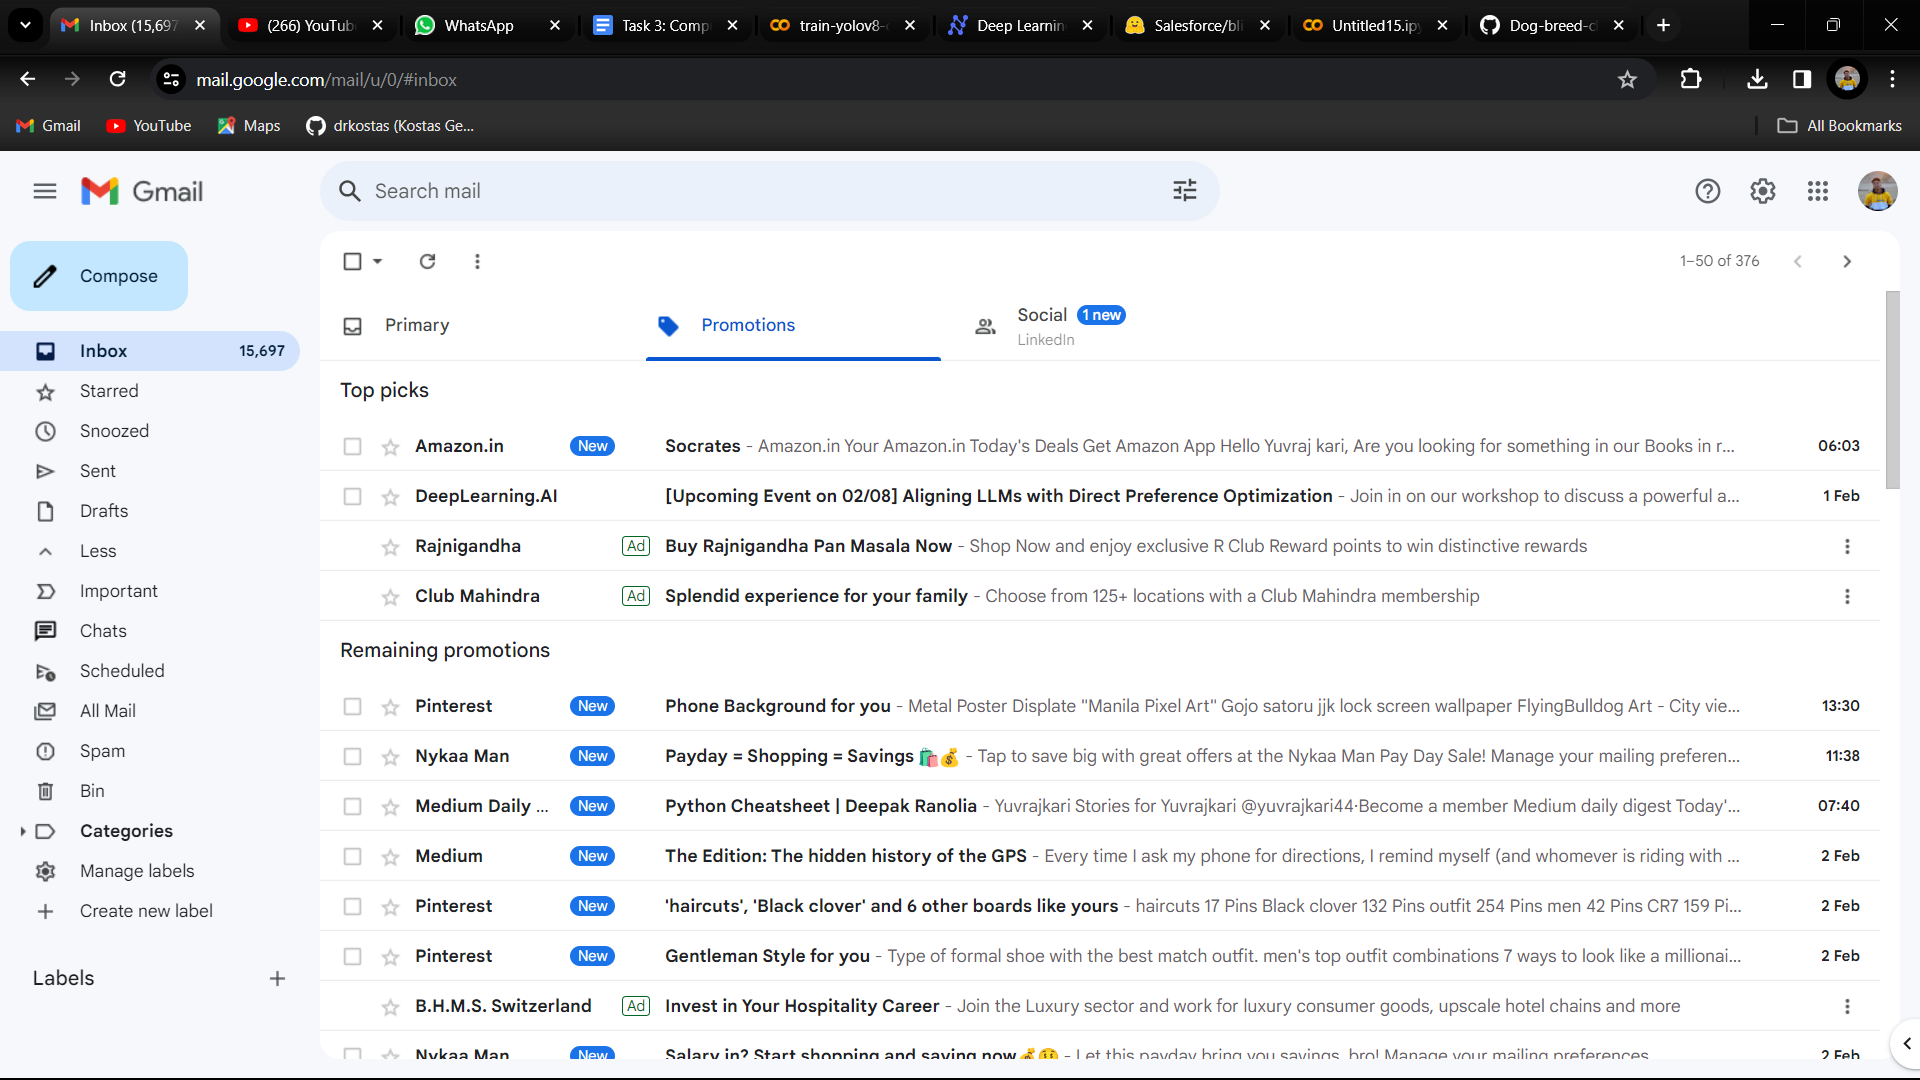 Inbox (15,697
(266) YouTub
WhatsApp
Task 3: Comp
train-yolov8-
Deep Learnin
Salesforce/bli
Untitled15.ipy
Dog-breed-c
mail.google.com/mail/u/0/#inbox
Gmail
YouTube
Maps
drkostas (Kostas Ge...
All Bookmarks
Gmail
Search mail
Compose
1–50 of 376
Primary
Promotions
Social 1 new
LinkedIn
Inbox 15,697
Starred
Snoozed
Sent
Drafts
Less
Important
Chats
Scheduled
All Mail
Spam
Bin
Categories
Manage labels
Create new label
Labels
Top picks
Amazon.in New Socrates - Amazon.in Your Amazon.in Today's Deals Get Amazon App Hello Yuvraj kari, Are you looking for something in our Books in r... 06:03
DeepLearning.AI [Upcoming Event on 02/08] Aligning LLMs with Direct Preference Optimization - Join in on our workshop to discuss a powerful a... 1 Feb
Rajnigandha Ad Buy Rajnigandha Pan Masala Now - Shop Now and enjoy exclusive R Club Reward points to win distinctive rewards
Club Mahindra Ad Splendid experience for your family - Choose from 125+ locations with a Club Mahindra membership
Remaining promotions
Pinterest New Phone Background for you - Metal Poster Displate "Manila Pixel Art" Gojo satoru jjk lock screen wallpaper FlyingBulldog Art - City vie... 13:30
Nykaa Man New Payday = Shopping = Savings 🛍️💰 - Tap to save big with great offers at the Nykaa Man Pay Day Sale! Manage your mailing preferen... 11:38
Medium Daily ... New Python Cheatsheet | Deepak Ranolia - Yuvrajkari Stories for Yuvrajkari @yuvrajkari44·Become a member Medium daily digest Today'... 07:40
Medium New The Edition: The hidden history of the GPS - Every time I ask my phone for directions, I remind myself (and whomever is riding with ... 2 Feb
Pinterest New 'haircuts', 'Black clover' and 6 other boards like yours - haircuts 17 Pins Black clover 132 Pins outfit 254 Pins men 42 Pins CR7 159 Pi... 2 Feb
Pinterest New Gentleman Style for you - Type of formal shoe with the best match outfit. men's top outfit combinations 7 ways to look like a millionai... 2 Feb
B.H.M.S. Switzerland Ad Invest in Your Hospitality Career - Join the Luxury sector and work for luxury consumer goods, upscale hotel chains and more
Nykaa Man New Salary in? Start shopping and saving now💰🤑 - Let this payday bring you savings, bro! Manage your mailing preferences 2 Feb